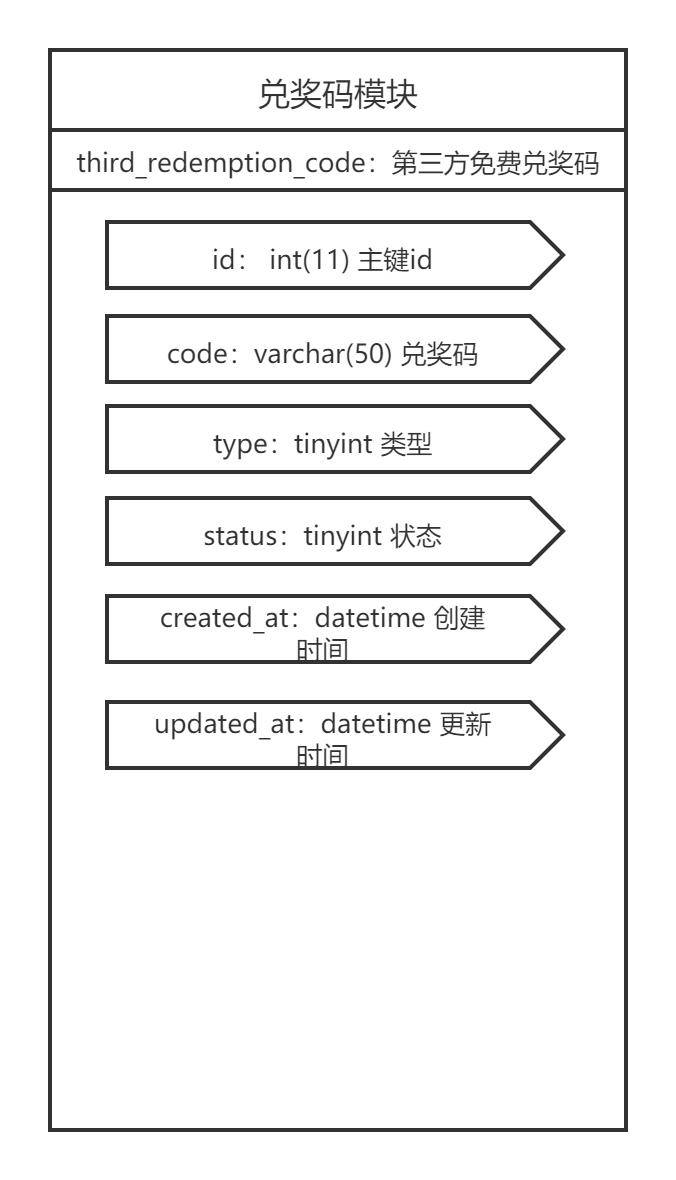 兑奖码模块
third_redemption_code：第三方免费兑奖码
id： int(11) 主键id
code：varchar(50) 兑奖码
type：tinyint 类型
status：tinyint 状态
created_at：datetime 创建
时间
updated_at：datetime 更新
时间